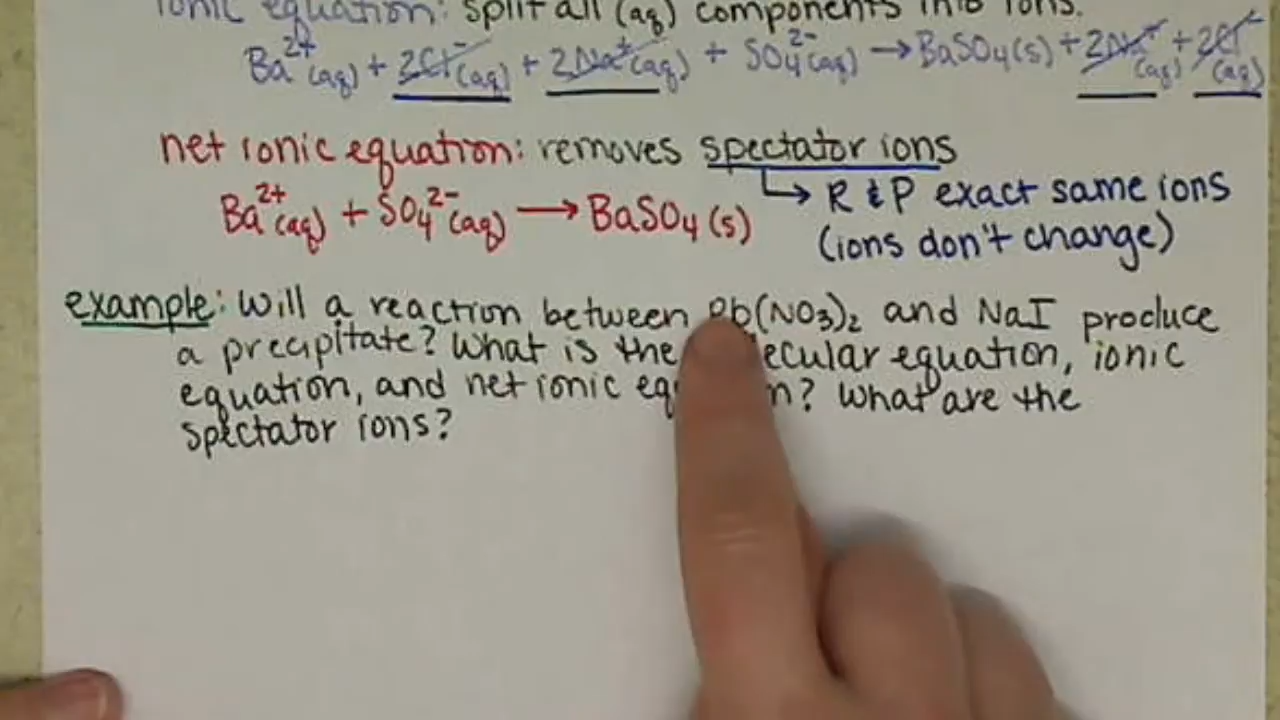 ionic equation: split all (aq) components into ions.
Ba²⁺(aq) + 2Cl⁻(aq) + 2Na⁺(aq) + SO₄²⁻(aq) → BaSO₄(s) + 2Na⁺(aq) + 2Cl⁻(aq)
net ionic equation: removes spectator ions
Ba²⁺(aq) + SO₄²⁻(aq) → BaSO₄(s)
↳ R & P exact same ions
(ions don't change)
example: Will a reaction between Pb(NO₃)₂ and NaI produce
a precipitate? What is the ecular equation, ionic
equation, and net ionic eq n? What are the
spectator ions?